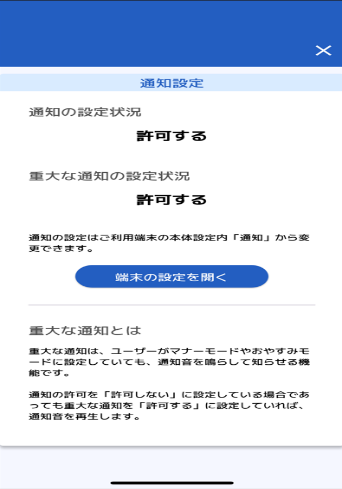 通知設定
通知の設定状況
許可する
重大な通知の設定状況
許可する
通知の設定はご利用端末の本体設定内「通知」から変
更できます。
端末の設定を開く
重大な通知とは
重大な通知は、ユーザーがマナーモードやおやすみモ
ードに設定していても、通知音を鳴らして知らせる機
能です。
通知の許可を「許可しない」に設定している場合であ
っても重大な通知を「許可する」に設定していれば、
通知音を再生します。